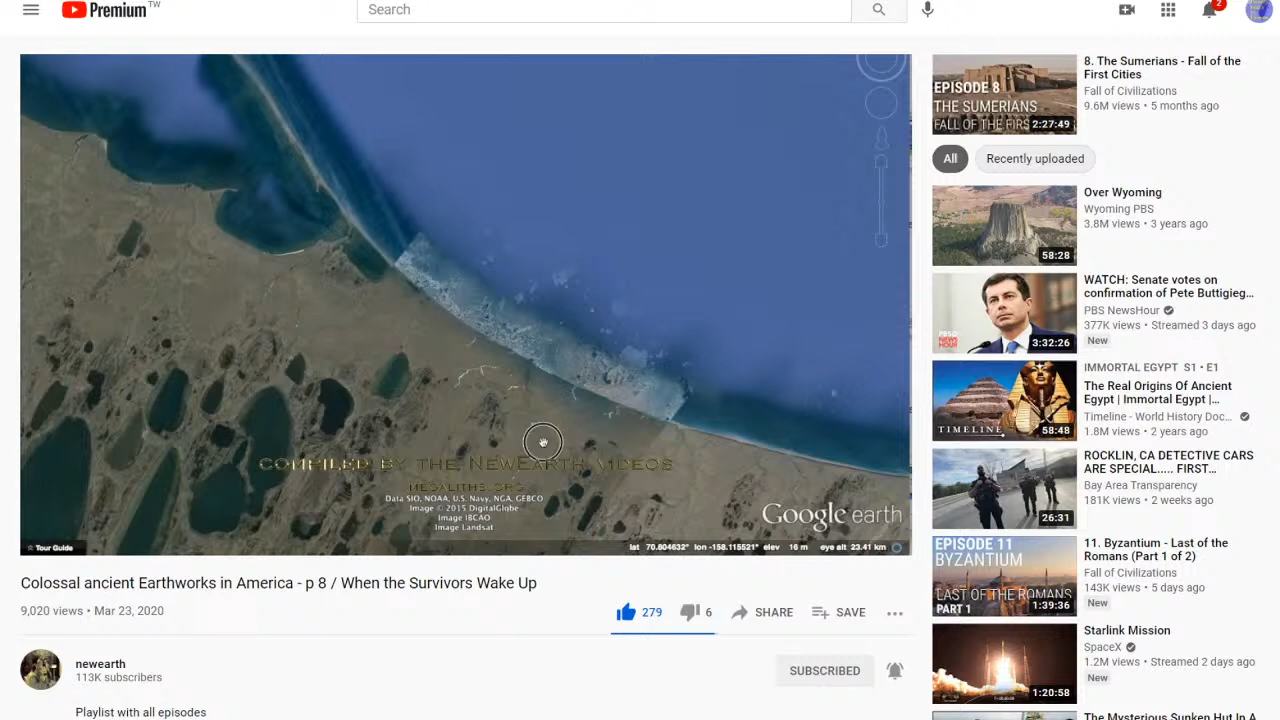 Premium TW
Search
2
COMPILED BY THE NEWEARTH VIDEOS
MEGALITHS.ORG
Data SIO, NOAA, U.S. Navy, NGA, GEBCO
Image © 2015 DigitalGlobe
Image IBCAO
Image Landsat
Google earth
Tour Guide
lat 70.804632° lon -158.115521° elev 16 m eye alt 23.41 km
Colossal ancient Earthworks in America - p 8 / When the Survivors Wake Up
9,020 views • Mar 23, 2020
279
6
SHARE
SAVE
newearth
113K subscribers
SUBSCRIBED
Playlist with all episodes
EPISODE 8
THE SUMERIANS
FALL OF THE FIRS
2:27:49
8. The Sumerians - Fall of the
First Cities
Fall of Civilizations
9.6M views • 5 months ago
All
Recently uploaded
58:28
Over Wyoming
Wyoming PBS
3.8M views • 3 years ago
PBS
NEWS
HOUR
3:32:26
WATCH: Senate votes on
confirmation of Pete Buttigieg...
PBS NewsHour
377K views • Streamed 3 days ago
New
TIMELINE
58:48
IMMORTAL EGYPT S1 • E1
The Real Origins Of Ancient
Egypt | Immortal Egypt |...
Timeline - World History Doc...
1.8M views • 2 years ago
26:31
ROCKLIN, CA DETECTIVE CARS
ARE SPECIAL..... FIRST...
Bay Area Transparency
181K views • 2 weeks ago
EPISODE 11
BYZANTIUM
LAST OF THE ROMANS
PART 1
1:39:36
11. Byzantium - Last of the
Romans (Part 1 of 2)
Fall of Civilizations
143K views • 5 days ago
New
1:20:58
Starlink Mission
SpaceX
1.2M views • Streamed 2 days ago
New
The Mysterious Sunken Hut In A